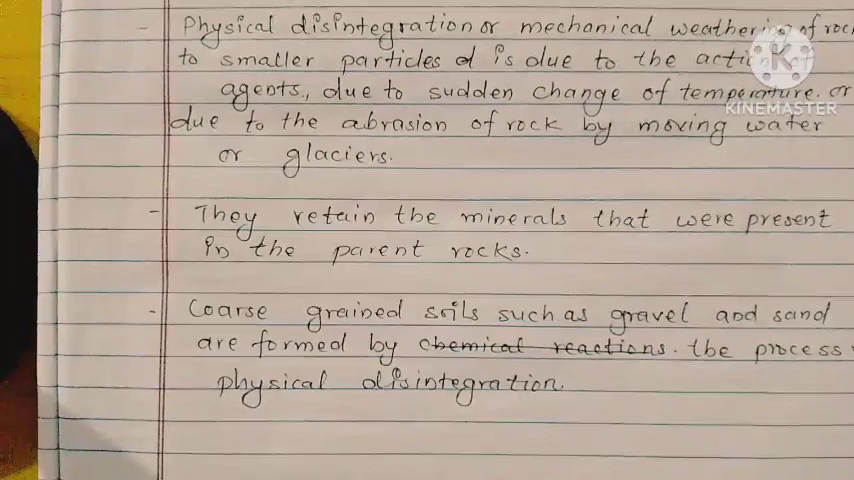 - Physical disintegration or mechanical weathering of rock
to smaller particles d is due to the action of
agents., due to sudden change of temperature. or
due to the abrasion of rock by moving water
or glaciers.
- They retain the minerals that were present
in the parent rocks.
- Coarse grained soils such as gravel and sand
are formed by chemical reactions. the process
physical disintegration.
KINEMASTER